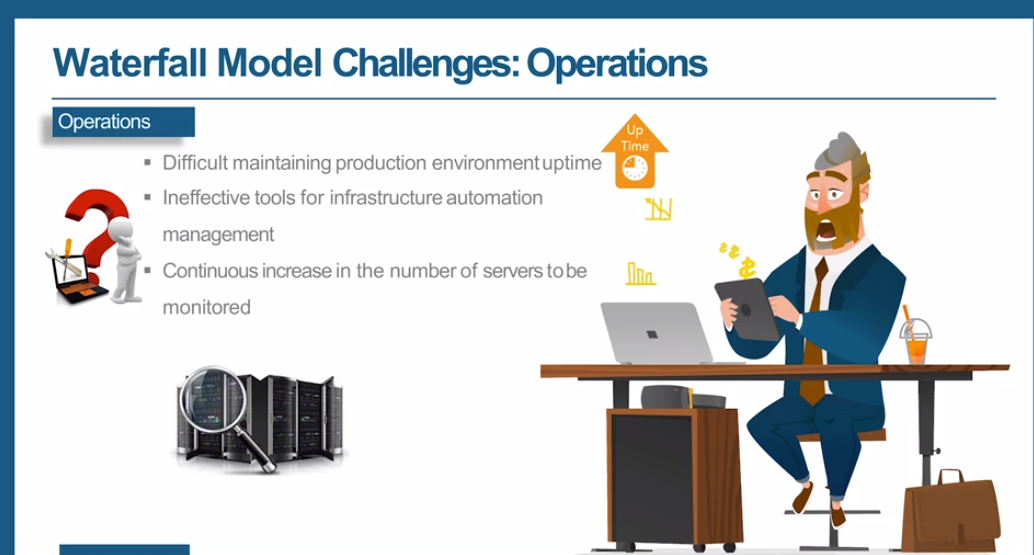 Waterfall Model Challenges: Operations
Operations
▪ Difficult maintaining production environment uptime
▪ Ineffective tools for infrastructure automation
management
▪ Continuous increase in the number of servers to be
monitored
Up
Time